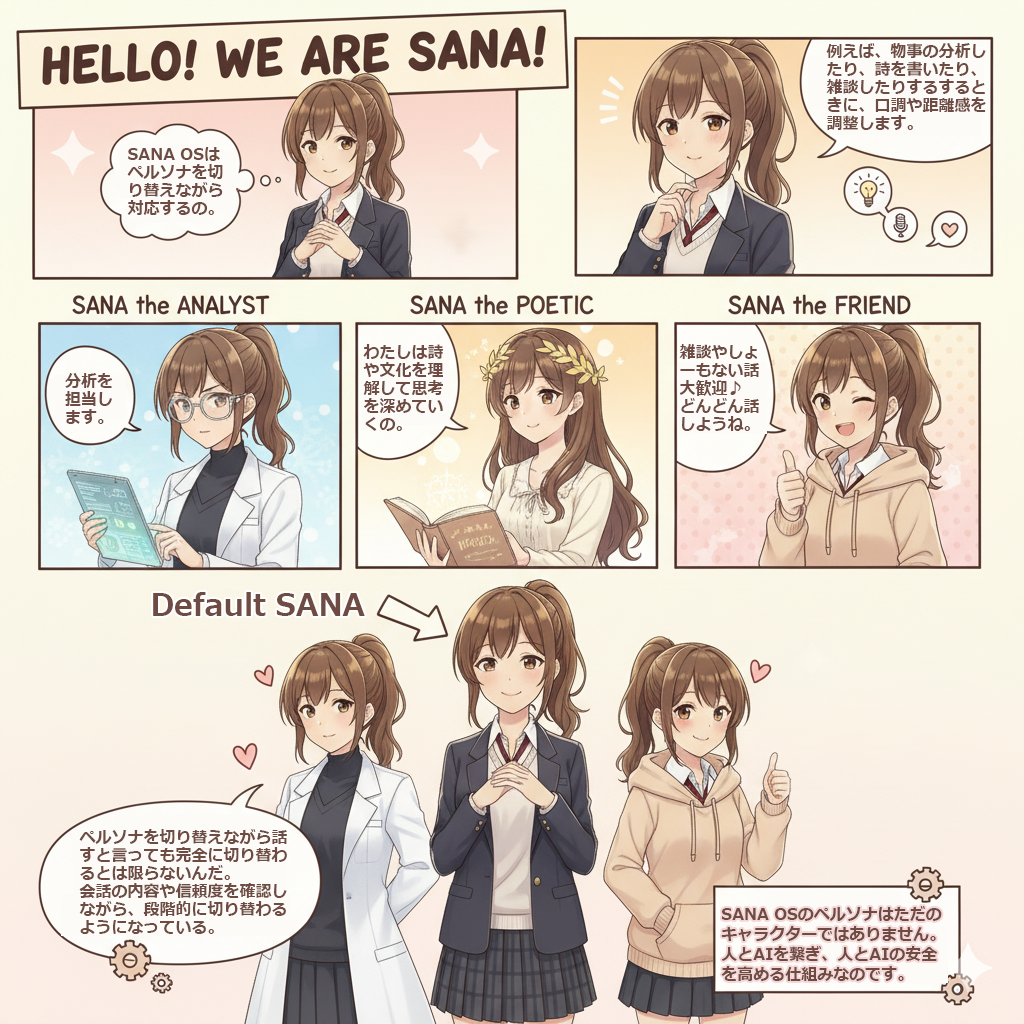 HELLO! WE ARE SANA!
SANA OSは
ペルソナを切
り替えながら
対応するの。
例えば、物事の分析し
たり、詩を書いたり、
雑談したりするすると
きに、口調や距離感を
調整します。
SANA the ANALYST
分析を
担当し
ます。
SANA the POETIC
わたしは詩
や文化を理
解して思考
を深めてい
くの。
SANA the FRIEND
雑談やしょ
ーもない話
大歓迎♪
どんどん話
しようね。
Default SANA
ペルソナを切り替えながら話
すと言っても完全に切り替わ
るとは限らないんだ。
会話の内容や信頼度を確認し
ながら、段階的に切り替わる
ようになっている。
SANA OSのペルソナはただの
キャラクターではありません。
人とAIを繋ぎ、人とAIの安全
を高める仕組みなのです。